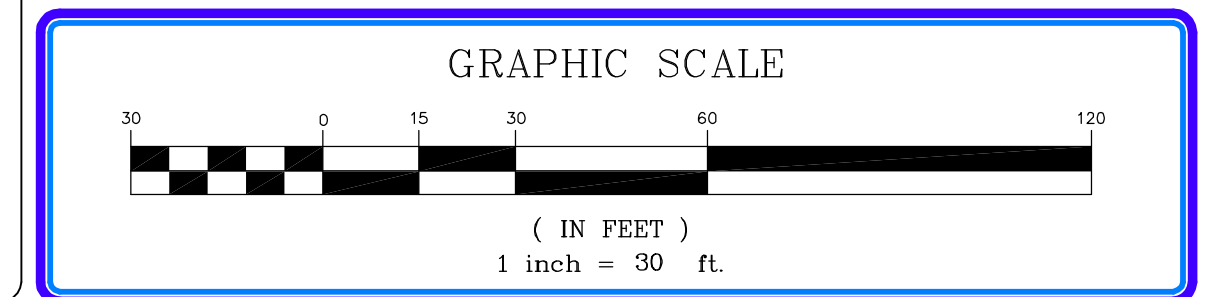 GRAPHIC SCALE
30 0 15 30 60 120
( IN FEET )
1 inch = 30 ft.